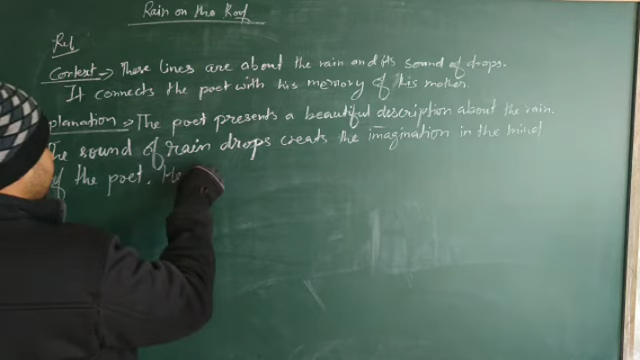 Rain on the Roof
Ref
Context → These lines are about the rain and its sound of drops.
It connects the poet with his memory of his mother.
planation → The poet presents a beautiful description about the rain.
The sound of rain drops creats the imagination in the mind
of the poet. He